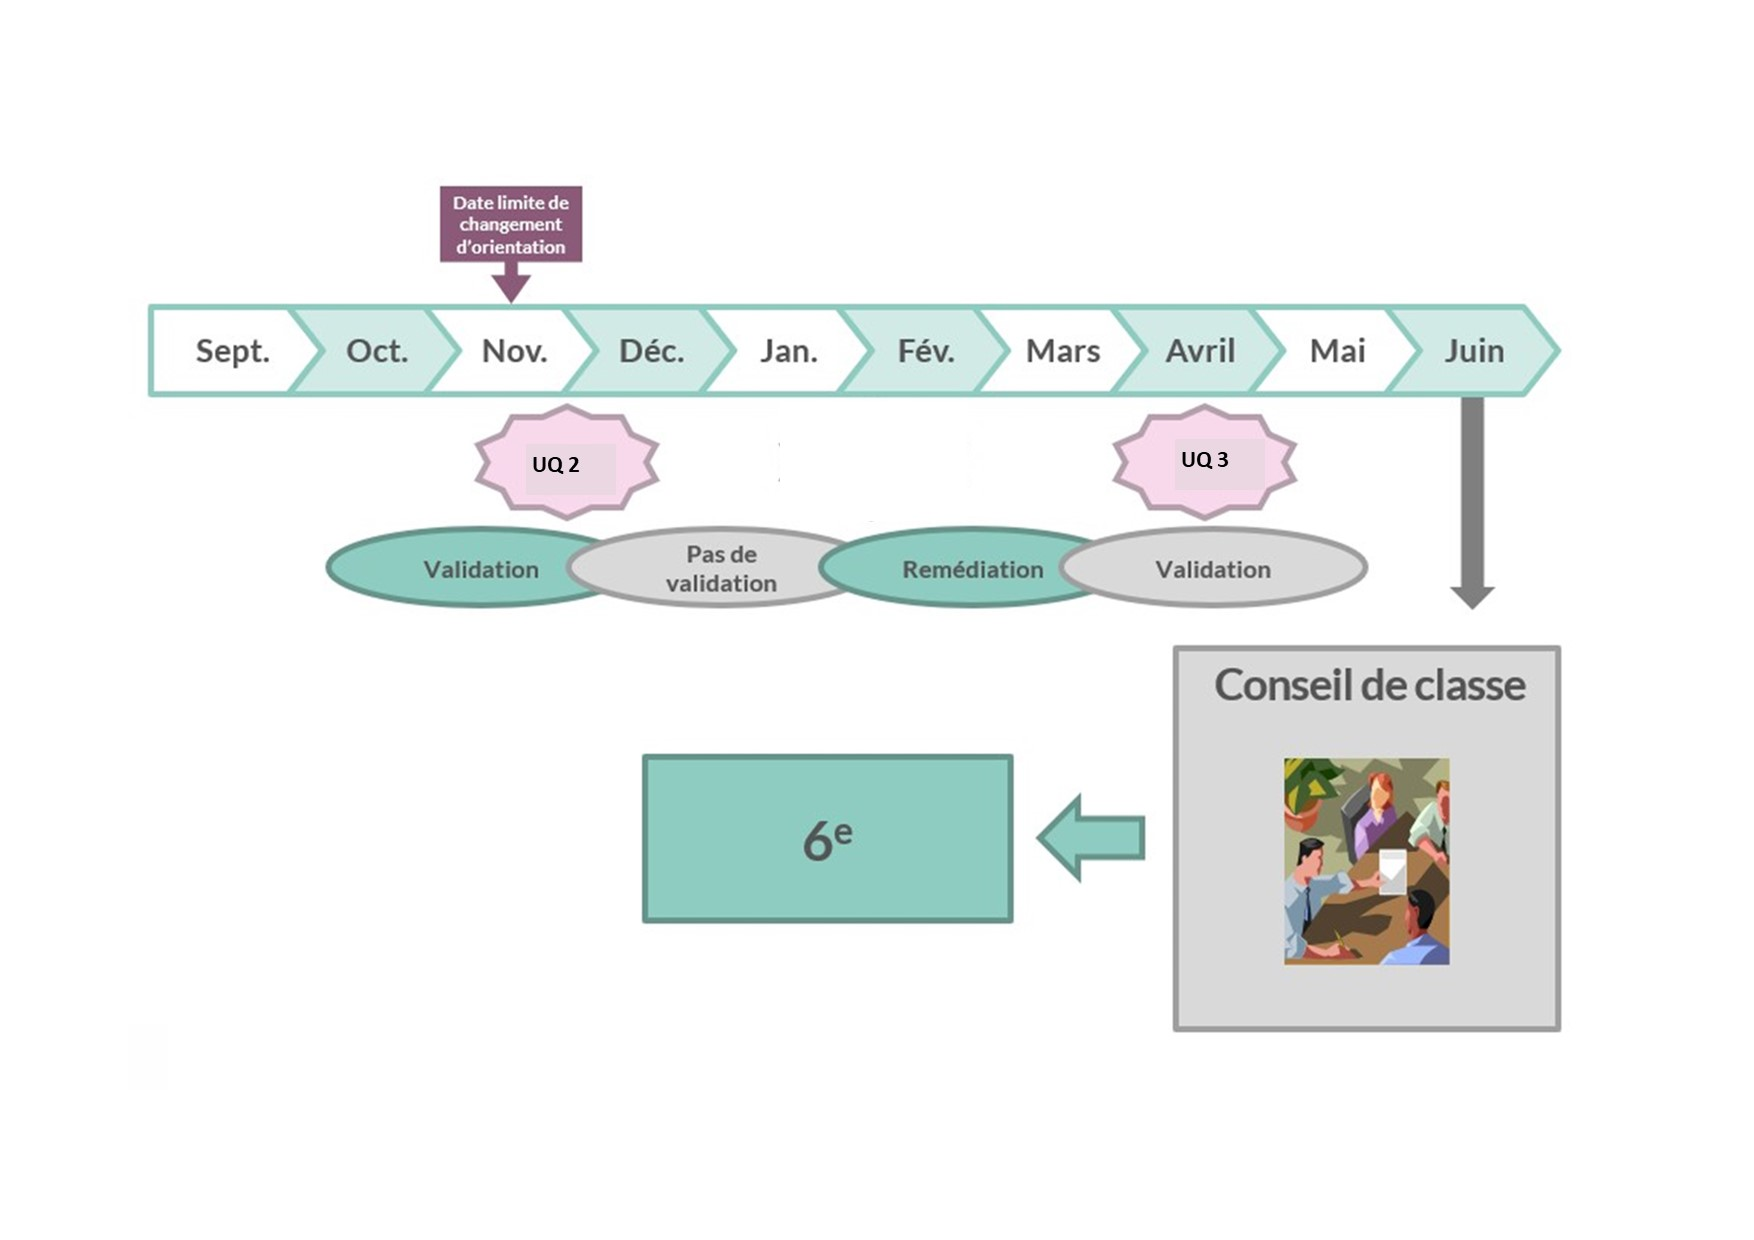 Date limite de
changement
d'orientation
Sept. Oct. Nov. Déc. Jan. Fév. Mars Avril Mai Juin
UQ 2 UQ 3
Validation
Pas de
validation
Remédiation
Validation
Conseil de classe
6e